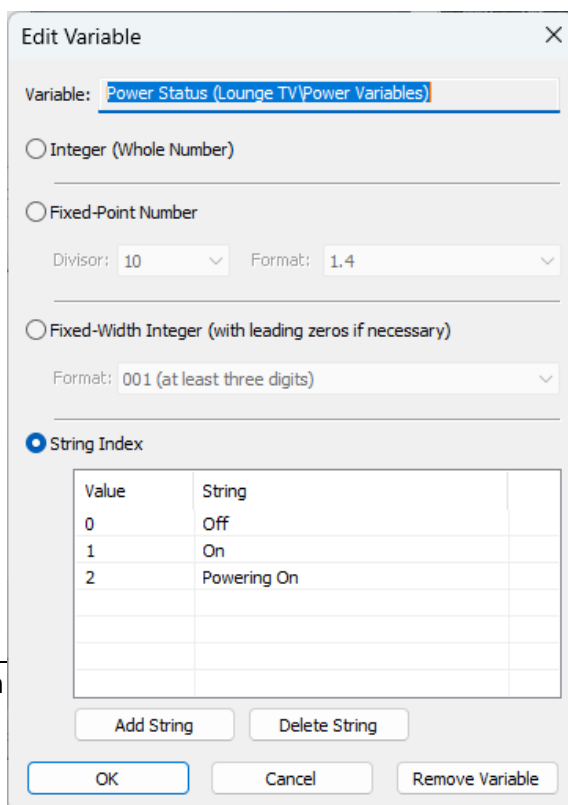 Edit Variable
Variable: Power Status (Lounge TV\Power Variables)
Integer (Whole Number)
Fixed-Point Number
Divisor: 10 Format: 1.4
Fixed-Width Integer (with leading zeros if necessary)
Format: 001 (at least three digits)
String Index
Value String
0 Off
1 On
2 Powering On
Add String Delete String
OK Cancel Remove Variable